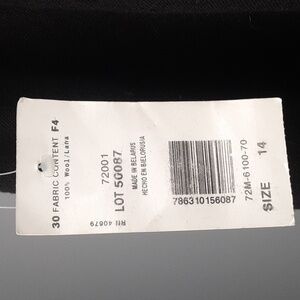 30 FABRIC CONTENT F4
100% Wool/Lana
RN 40679
72001
LOT 50087
MADE IN BELARUS
HECHO EN BIELORUSIA
786310156087
72M-6100-70
SIZE 14